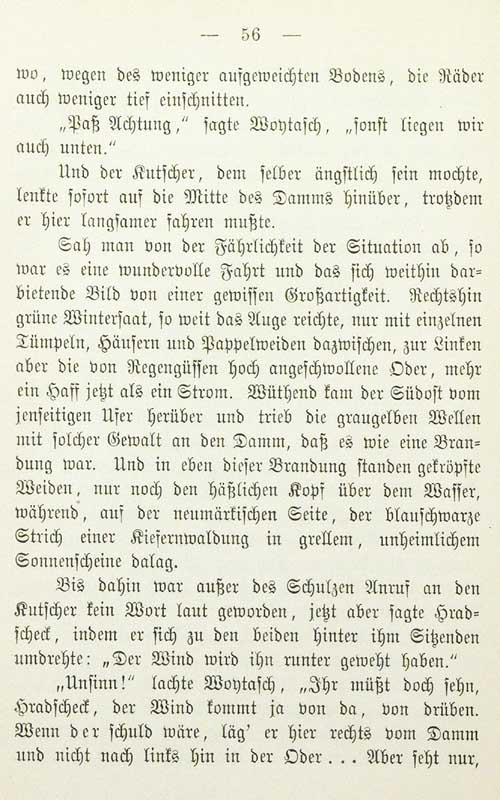 — 56 —
wo, wegen des weniger aufgeweichten Bodens, die Räder
auch weniger tief einschnitten.
„Paß Achtung,“ sagte Woytasch, „sonst liegen wir
auch unten.“
Und der Kutscher, dem selber ängstlich sein mochte,
lenkte sofort auf die Mitte des Damms hinüber, trotzdem
er hier langsamer fahren mußte.
Sah man von der Fährlichkeit der Situation ab, so
war es eine wundervolle Fahrt und das sich weithin dar-
bietende Bild von einer gewissen Großartigkeit. Rechtshin
grüne Wintersaat, so weit das Auge reichte, nur mit einzelnen
Tümpeln, Häusern und Pappelweiden dazwischen, zur Linken
aber die von Regengüssen hoch angeschwollene Oder, mehr
ein Haff jetzt als ein Strom. Wüthend kam der Südost vom
jenseitigen Ufer herüber und trieb die graugelben Wellen
mit solcher Gewalt an den Damm, daß es wie eine Bran-
dung war. Und in eben dieser Brandung standen gekröpfte
Weiden, nur noch den häßlichen Kopf über dem Wasser,
während, auf der neumärkischen Seite, der blauschwarze
Strich einer Kiefernwaldung in grellem, unheimlichem
Sonnenscheine dalag.
Bis dahin war außer des Schulzen Anruf an den
Kutscher kein Wort laut geworden, jetzt aber sagte Hrad-
scheck, indem er sich zu den beiden hinter ihm Sitzenden
umdrehte: „Der Wind wird ihn runter geweht haben.“
„Unsinn!“ lachte Woytasch, „Ihr müßt doch sehn,
Hradscheck, der Wind kommt ja von da, von drüben.
Wenn der schuld wäre, läg’ er hier rechts vom Damm
und nicht nach links hin in der Oder... Aber seht nur,